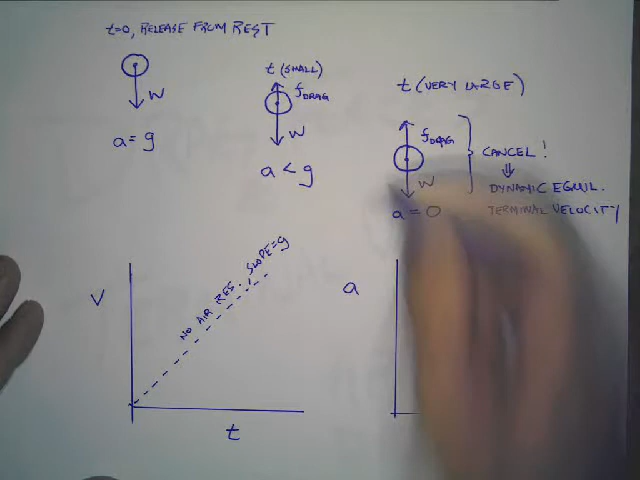 t=0, RELEASE FROM REST
W
a = g
t (SMALL)
fDRAG
W
a < g
t (VERY LARGE)
fDRAG
W
a = 0
CANCEL!
⇓
DYNAMIC EQUIL.
TERMINAL VELOCITY
V
NO AIR RES., SLOPE=g
t
a